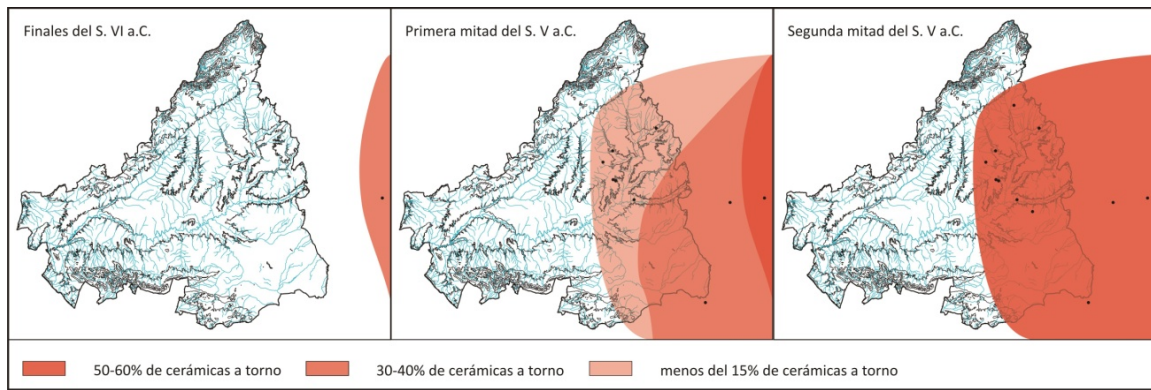 Finales del S. VI a.C.
Primera mitad del S. V a.C.
Segunda mitad del S. V a.C.
50-60% de cerámicas a torno
30-40% de cerámicas a torno
menos del 15% de cerámicas a torno